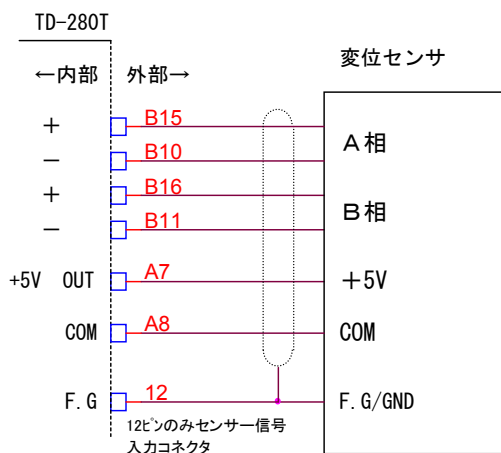 TD-280T
変位センサ
←内部 外部→
+ B15
A相
− B10
+ B16
B相
− B11
+5V OUT A7 +5V
COM A8 COM
F.G 12 F.G/GND
12ピンのみセンサー信号
入力コネクタ